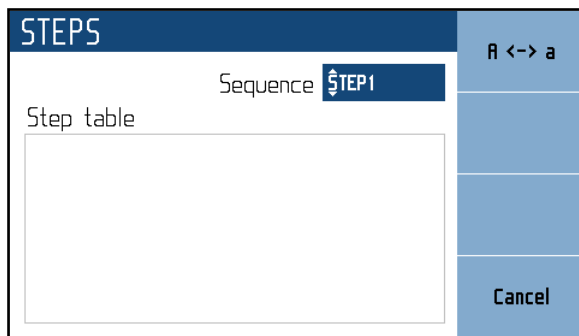 STEPS
A <-> a
Sequence STEP1
Step table
Cancel